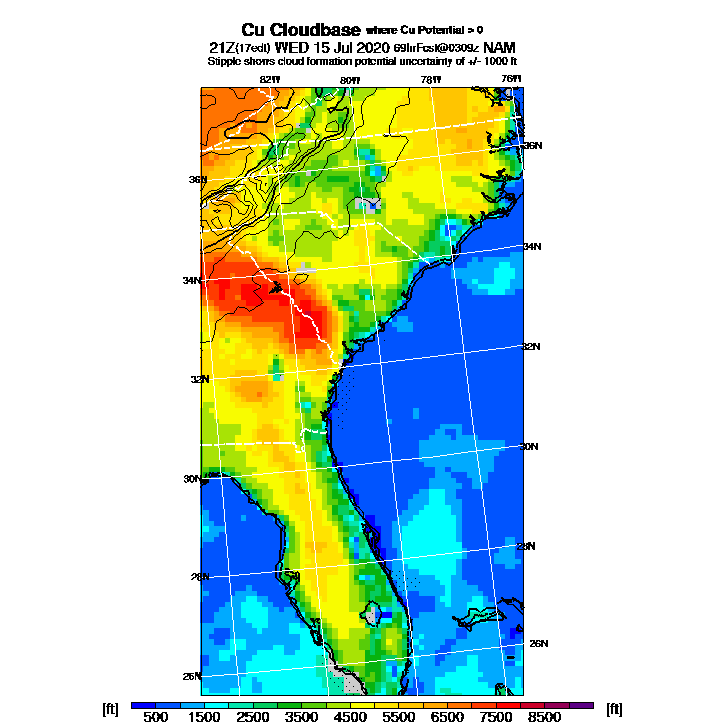 Cu Cloudbase where Cu Potential > 0
21Z(17edt) WED 15 Jul 2020 69hrFcst@0309z NAM
Stipple shows cloud formation potential uncertainty of +/- 1000 ft
82W 80W 78W 76W
36N
36N
34N
34N
32N
32N
30N
30N
28N
28N
26N
26N
[ft] [ft]
500 1500 2500 3500 4500 5500 6500 7500 8500